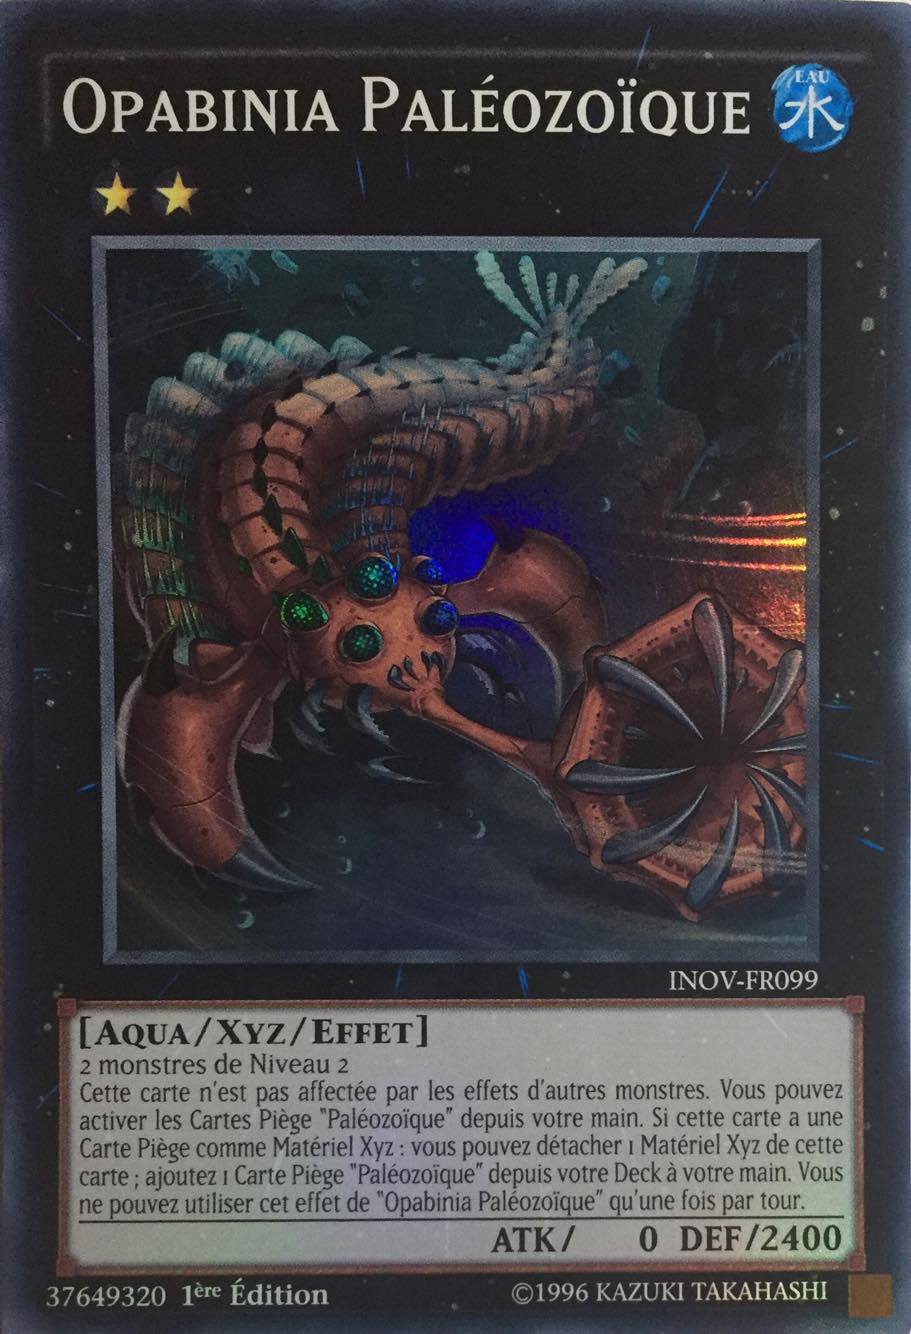 OPABINIA PALÉOZOÏQUE
EAU
水
INOV-FR099
[AQUA/XYZ/EFFET]
2 monstres de Niveau 2
Cette carte n'est pas affectée par les effets d'autres monstres. Vous pouvez
activer les Cartes Piège "Paléozoïque" depuis votre main. Si cette carte a une
Carte Piège comme Matériel Xyz : vous pouvez détacher 1 Matériel Xyz de cette
carte ; ajoutez 1 Carte Piège "Paléozoïque" depuis votre Deck à votre main. Vous
ne pouvez utiliser cet effet de "Opabinia Paléozoïque" qu'une fois par tour.
ATK/ 0 DEF/2400
37649320 1ère Édition ©1996 KAZUKI TAKAHASHI